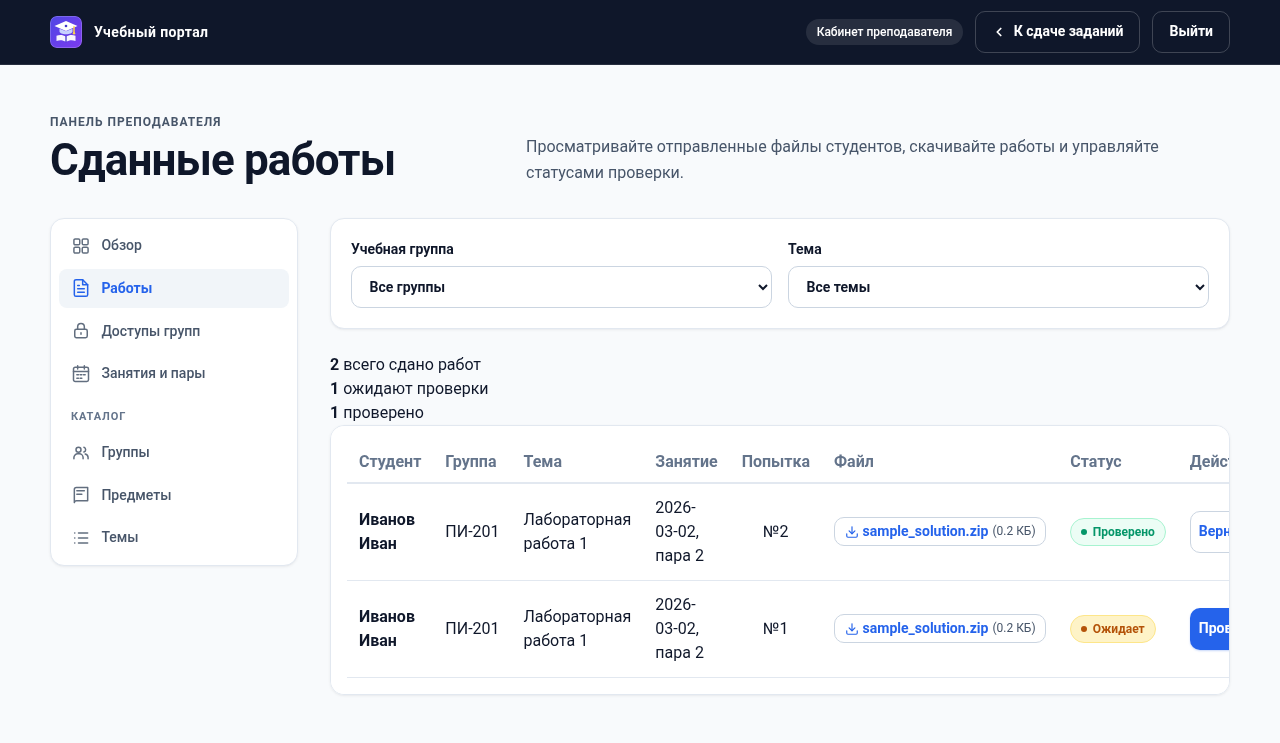 Учебный портал
Кабинет преподавателя
К сдаче заданий
Выйти
ПАНЕЛЬ ПРЕПОДАВАТЕЛЯ
Сданные работы
Просматривайте отправленные файлы студентов, скачивайте работы и управляйте
статусами проверки.
Обзор
Работы
Доступы групп
Занятия и пары
КАТАЛОГ
Группы
Предметы
Темы
Учебная группа
Все группы
Тема
Все темы
2 всего сдано работ
1 ожидают проверки
1 проверено
Студент Группа Тема Занятие Попытка Файл Статус
Иванов
Иван
ПИ-201
Лабораторная
работа 1
2026-
03-02,
пара 2
№2
sample_solution.zip (0.2 КБ)
Проверено
Иванов
Иван
ПИ-201
Лабораторная
работа 1
2026-
03-02,
пара 2
№1
sample_solution.zip (0.2 КБ)
Ожидает